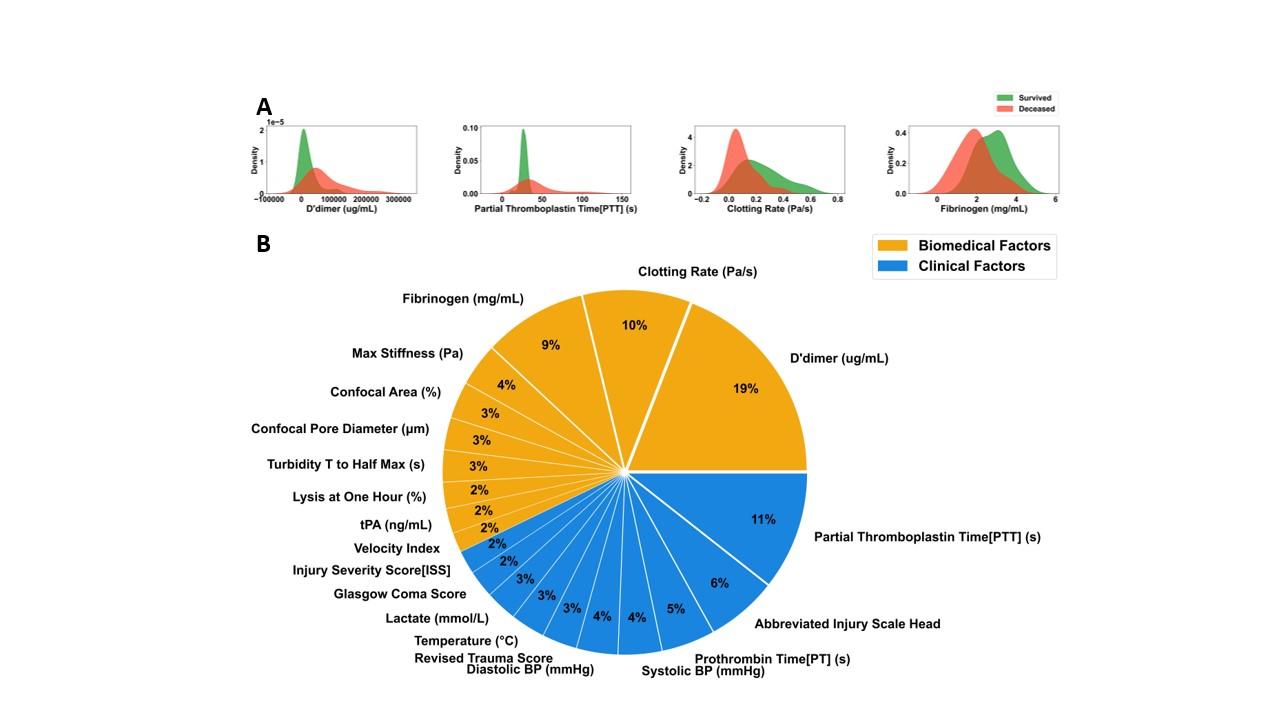 A
Survived
Deceased
1e-5
2
1
0
Density
−100000 0 100000 200000 300000
D'dimer (ug/mL)
0.10
0.05
0.00
Density
0 50 100 150
Partial Thromboplastin Time[PTT] (s)
4
2
0
Density
−0.2 0.0 0.2 0.4 0.6 0.8
Clotting Rate (Pa/s)
0.4
0.2
0.0
Density
0 2 4 6
Fibrinogen (mg/mL)
B
Biomedical Factors
Clinical Factors
Clotting Rate (Pa/s)
10%
D'dimer (ug/mL)
19%
Fibrinogen (mg/mL)
9%
Max Stiffness (Pa)
4%
Confocal Area (%)
3%
Confocal Pore Diameter (μm)
3%
Turbidity T to Half Max (s)
3%
Lysis at One Hour (%)
2%
tPA (ng/mL)
2%
Velocity Index
2%
Injury Severity Score[ISS]
2%
Glasgow Coma Score
2%
Lactate (mmol/L)
3%
Temperature (°C)
3%
Revised Trauma Score
3%
Diastolic BP (mmHg)
4%
Systolic BP (mmHg)
4%
Prothrombin Time[PT] (s)
5%
Abbreviated Injury Scale Head
6%
Partial Thromboplastin Time[PTT] (s)
11%